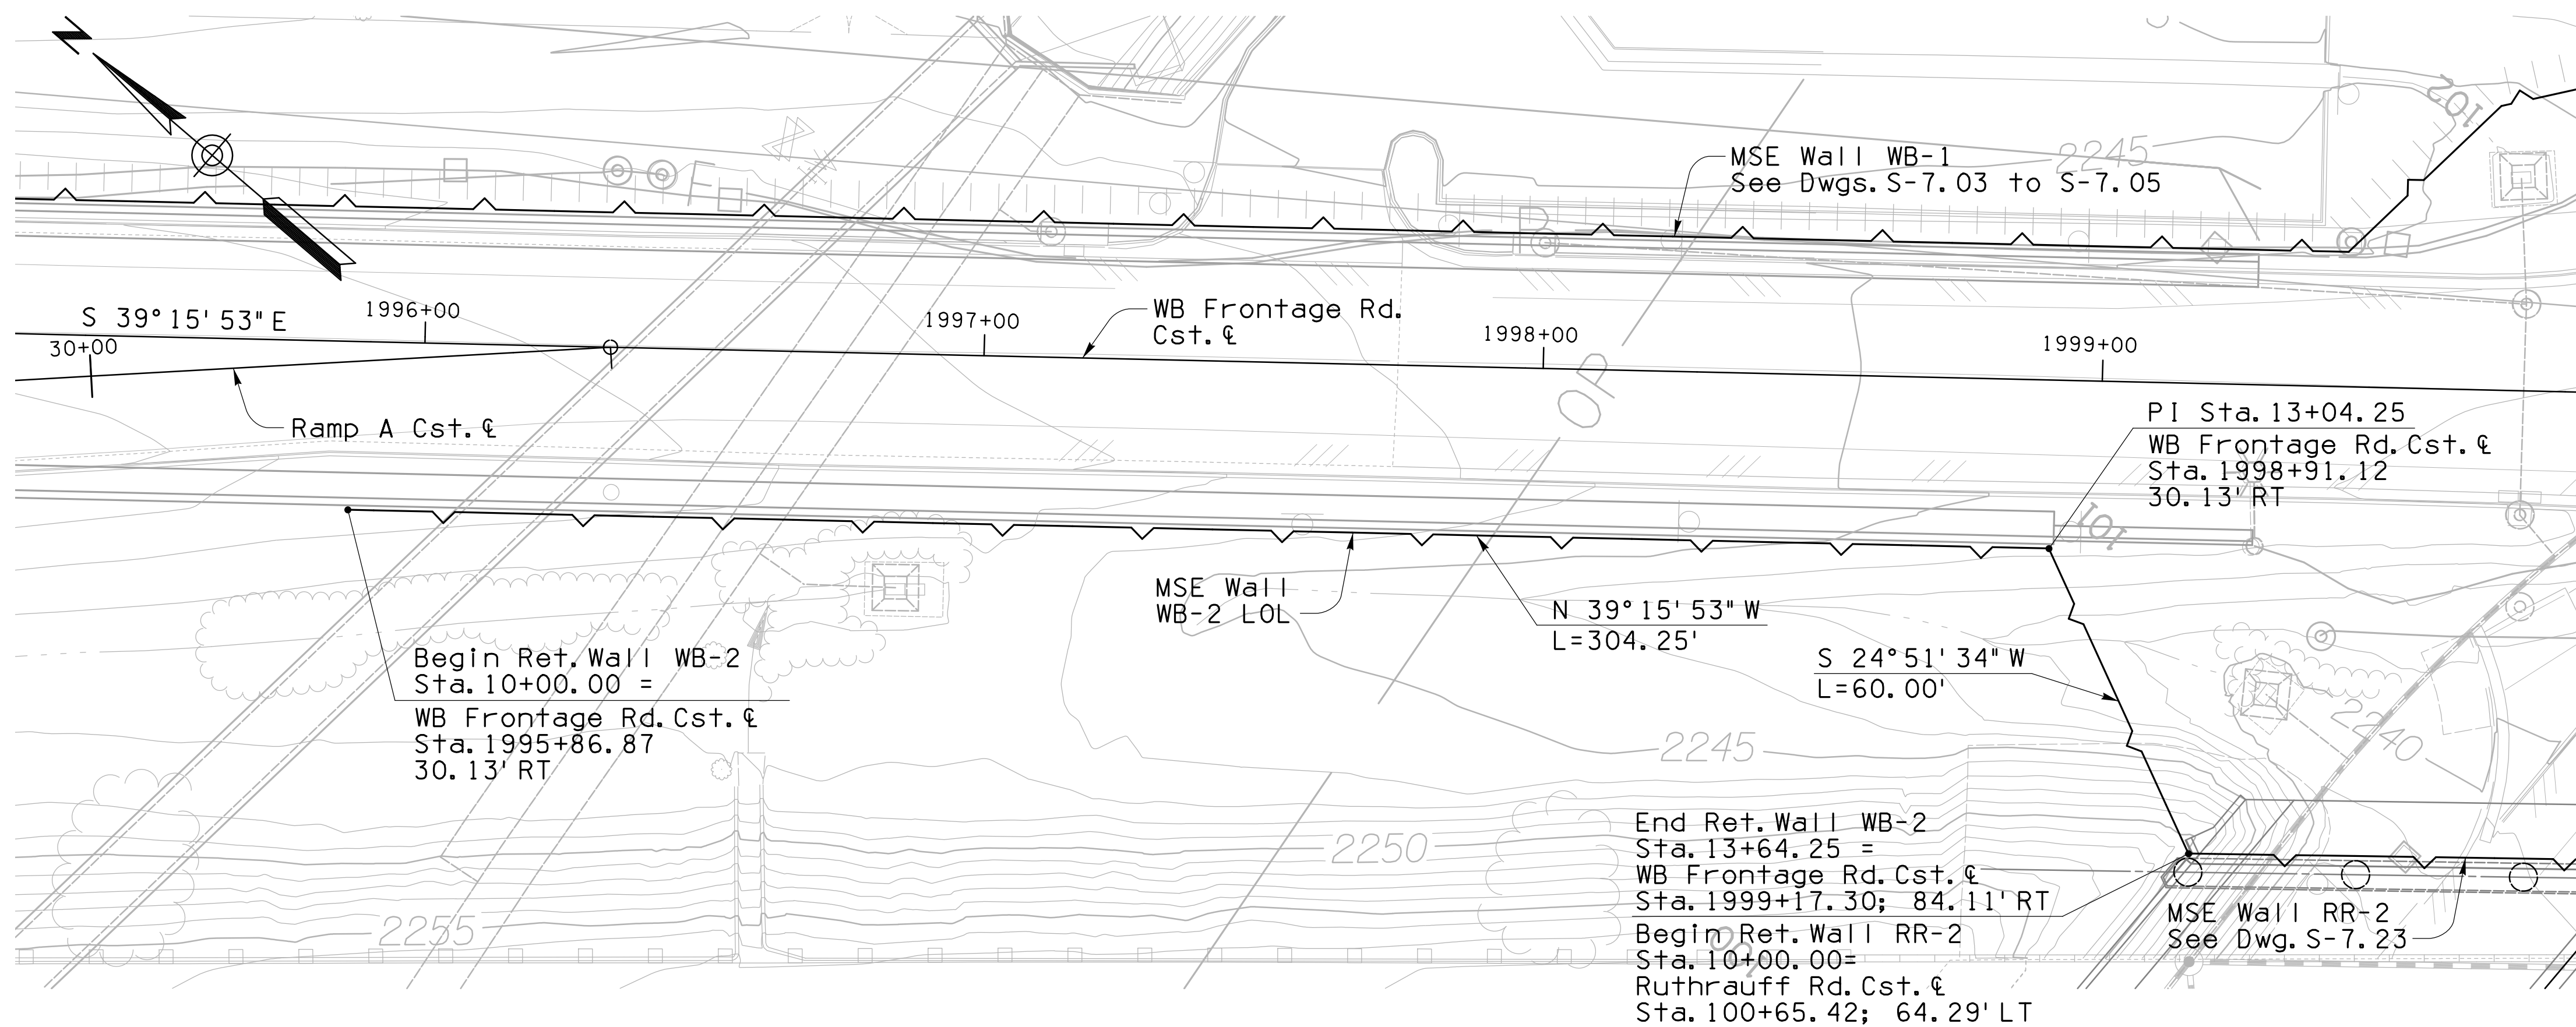 N
MSE Wall WB-1
See Dwgs. S-7.03 to S-7.05
2245
102
S 39°15'53" E
30+00
1996+00
1997+00
1998+00
1999+00
WB Frontage Rd.
Cst. ℄
Ramp A Cst. ℄
OP
PI Sta. 13+04.25
WB Frontage Rd. Cst. ℄
Sta. 1998+91.12
30.13' RT
101
MSE Wall
WB-2 LOL
N 39°15'53" W
L=304.25'
S 24°51'34" W
L=60.00'
Begin Ret. Wall WB-2
Sta. 10+00.00 =
WB Frontage Rd. Cst. ℄
Sta. 1995+86.87
30.13' RT
2245
2240
2250
2255
End Ret. Wall WB-2
Sta. 13+64.25 =
WB Frontage Rd. Cst. ℄
Sta. 1999+17.30; 84.11' RT
Begin Ret. Wall RR-2
Sta. 10+00.00=
Ruthrauff Rd. Cst. ℄
Sta. 100+65.42; 64.29' LT
MSE Wall RR-2
See Dwg. S-7.23